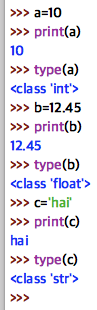 >>> a=10
>>> print(a)
10
>>> type(a)
<class 'int'>
>>> b=12.45
>>> print(b)
12.45
>>> type(b)
<class 'float'>
>>> c='hai'
>>> print(c)
hai
>>> type(c)
<class 'str'>
>>>